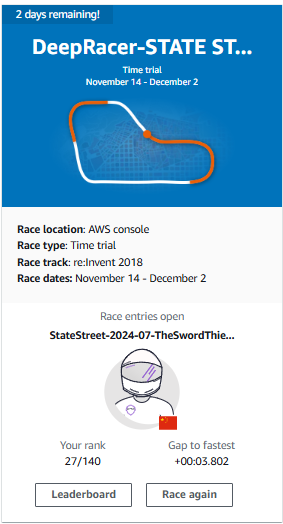 2 days remaining!
DeepRacer-STATE ST...
Time trial
November 14 - December 2
Race location: AWS console
Race type: Time trial
Race track: re:Invent 2018
Race dates: November 14 - December 2
Race entries open
StateStreet-2024-07-TheSwordThie...
Your rank
Gap to fastest
27/140
+00:03.802
Leaderboard
Race again